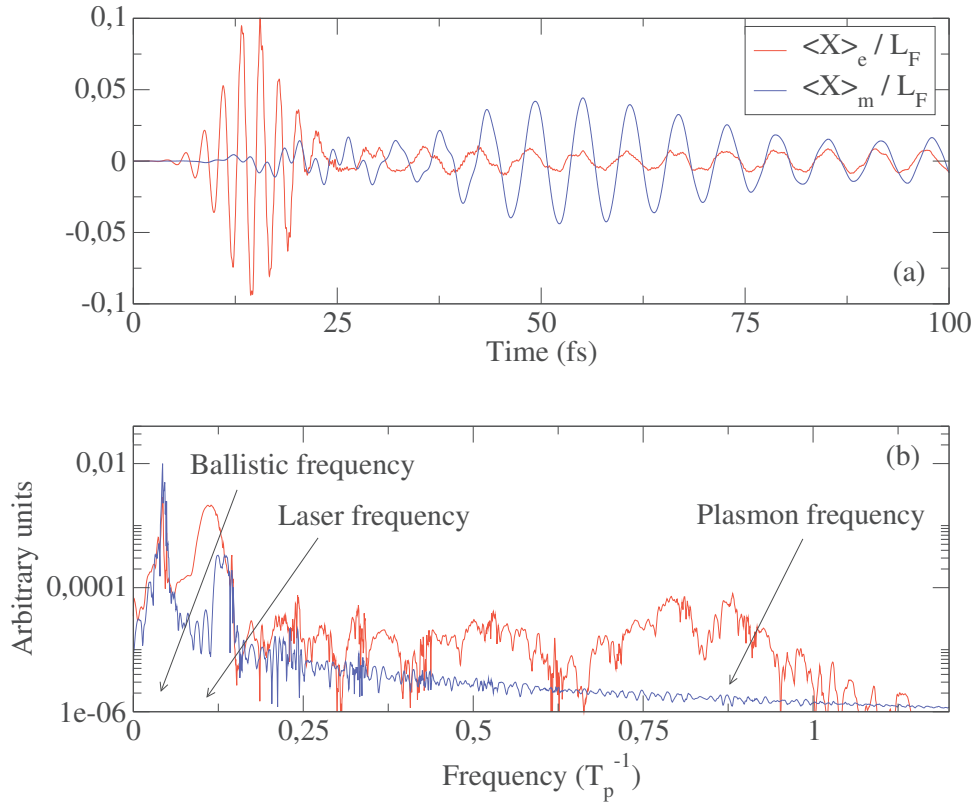 0,1
0,05
0
-0,05
-0,1
<X>e / LF
<X>m / LF
(a)
0 25 50 75 100
Time (fs)
0,01
0,0001
1e-06
Arbitrary units
(b)
Ballistic frequency
Laser frequency
Plasmon frequency
0 0,25 0,5 0,75 1
Frequency (Tp-1)